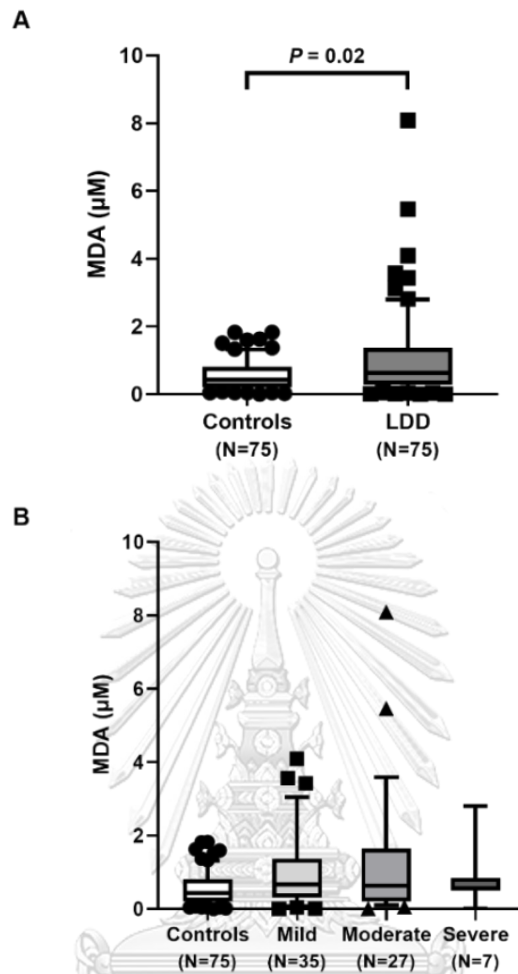 A
P = 0.02
10
8
6
4
2
0
MDA (µM)
Controls LDD
(N=75) (N=75)
B
10
8
6
4
2
0
MDA (µM)
Controls Mild Moderate Severe
(N=75) (N=35) (N=27) (N=7)